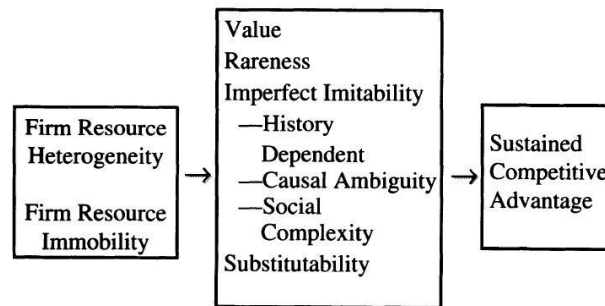 Firm Resource
Heterogeneity
Firm Resource
Immobility
Value
Rareness
Imperfect Imitability
—History
Dependent
—Causal Ambiguity
—Social
Complexity
Substitutability
Sustained
Competitive
Advantage